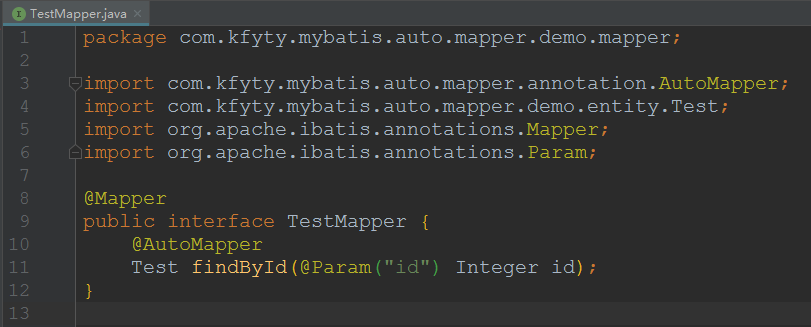 TestMapper.java
1 package com.kfyty.mybatis.auto.mapper.demo.mapper;
2
3 import com.kfyty.mybatis.auto.mapper.annotation.AutoMapper;
4 import com.kfyty.mybatis.auto.mapper.demo.entity.Test;
5 import org.apache.ibatis.annotations.Mapper;
6 import org.apache.ibatis.annotations.Param;
7
8 @Mapper
9 public interface TestMapper {
10     @AutoMapper
11     Test findById(@Param("id") Integer id);
12 }
13